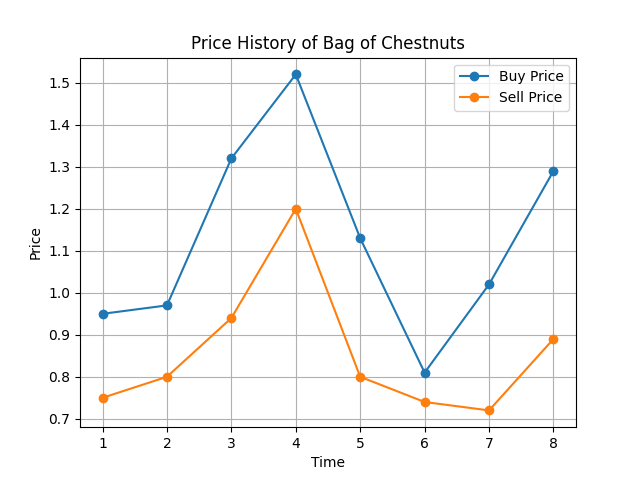 Price History of Bag of Chestnuts
Buy Price
Sell Price
Price
1.5
1.4
1.3
1.2
1.1
1.0
0.9
0.8
0.7
1 2 3 4 5 6 7 8
Time